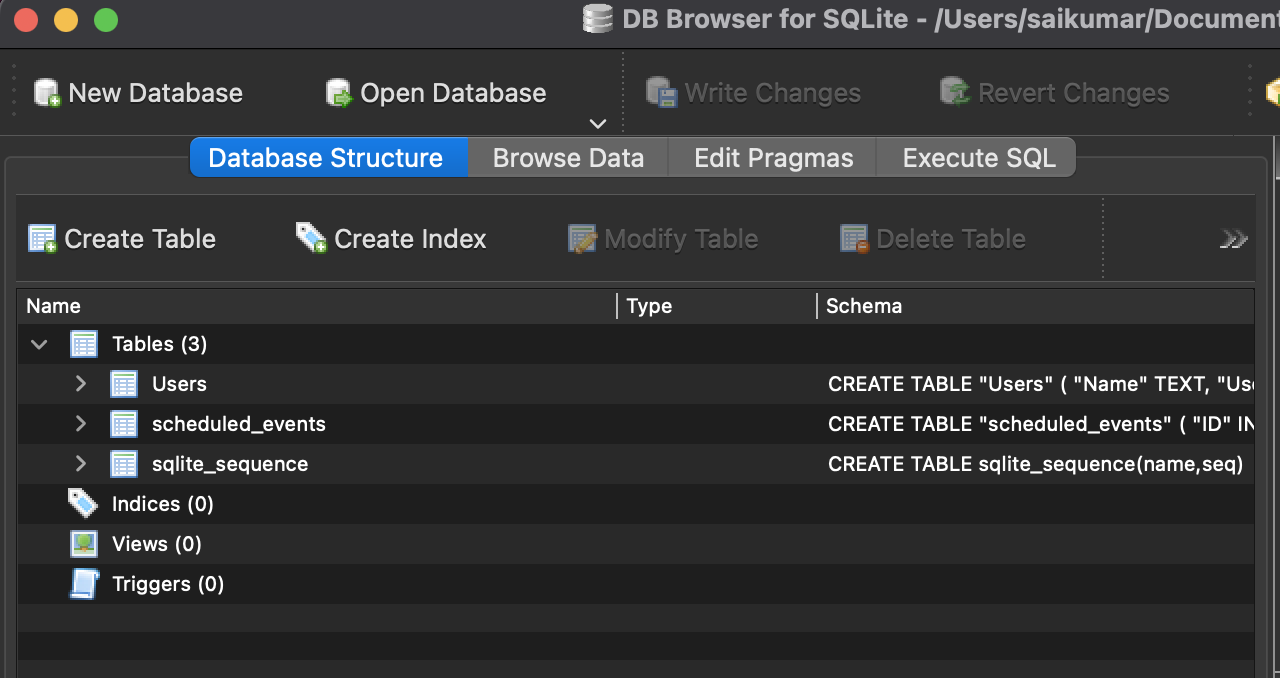 DB Browser for SQLite - /Users/saikumar/Document
New Database Open Database Write Changes Revert Changes
Database Structure Browse Data Edit Pragmas Execute SQL
Create Table Create Index Modify Table Delete Table
Name Type Schema
Tables (3)
Users CREATE TABLE "Users" ( "Name" TEXT, "Use
scheduled_events CREATE TABLE "scheduled_events" ( "ID" IN
sqlite_sequence CREATE TABLE sqlite_sequence(name,seq)
Indices (0)
Views (0)
Triggers (0)